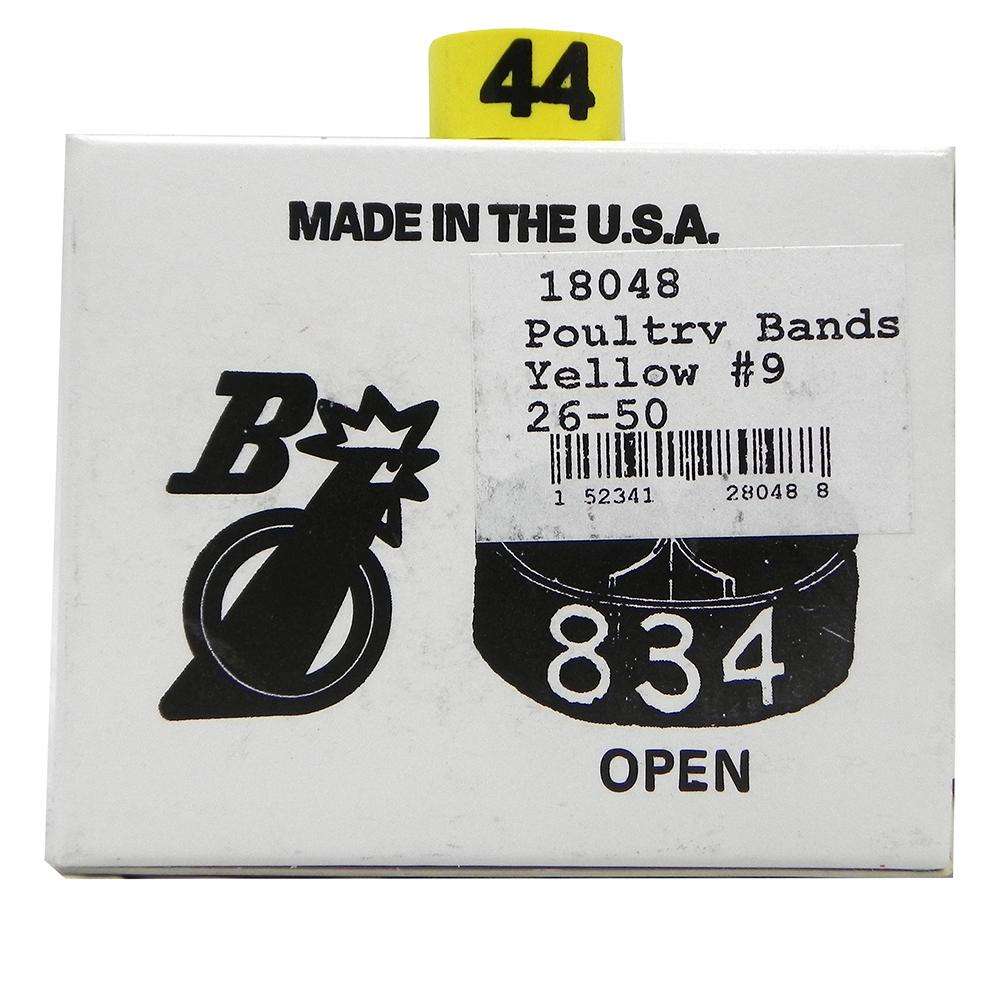 44
MADE IN THE U.S.A.
18048
Poultry Bands
Yellow #9
26-50
1 52341 28048 8
B
834
OPEN